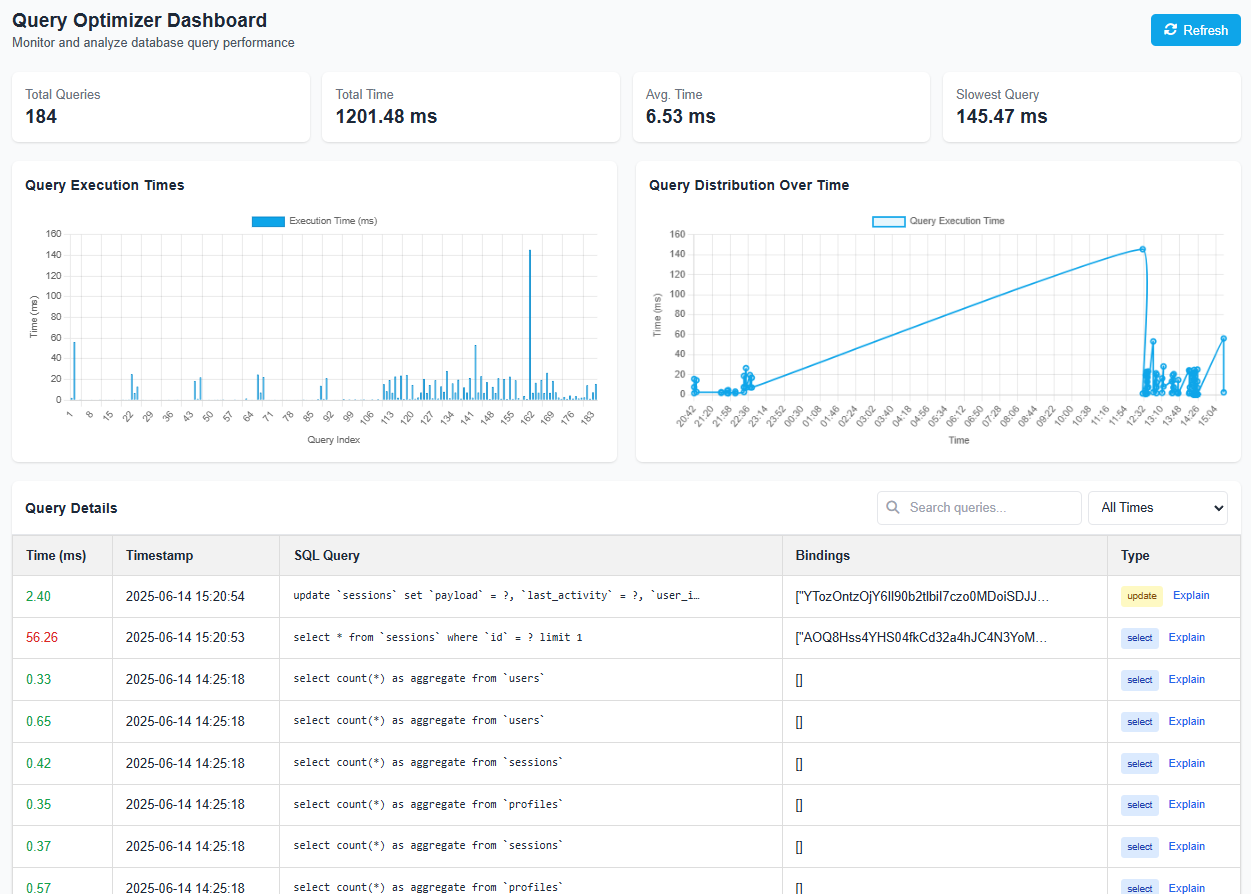 Query Optimizer Dashboard
Monitor and analyze database query performance
Refresh
Total Queries
184
Total Time
1201.48 ms
Avg. Time
6.53 ms
Slowest Query
145.47 ms
Query Execution Times
Execution Time (ms)
160
140
120
100
80
60
40
20
0
Time (ms)
1 8 15 22 29 36 43 50 57 64 71 78 85 92 99 106 113 120 127 134 141 148 155 162 169 176 183
Query Index
Query Distribution Over Time
Query Execution Time
160
140
120
100
80
60
40
20
0
Time (ms)
20:42 21:20 21:58 22:36 23:14 23:52 00:30 01:08 01:46 02:24 03:02 03:40 04:18 04:56 05:34 06:12 06:50 07:28 08:06 08:44 09:22 10:00 10:38 11:16 11:54 12:32 13:10 13:48 14:26 15:04
Time
Query Details
Search queries...
All Times
Time (ms) Timestamp SQL Query Bindings Type
2.40 2025-06-14 15:20:54 update `sessions` set `payload` = ?, `last_activity` = ?, `user_i… update Explain
56.26 2025-06-14 15:20:53 select * from `sessions` where `id` = ? limit 1 ["AOQ8Hss4YHS04fkCd32a4hJC4N3YoM… select Explain
0.33 2025-06-14 14:25:18 select count(*) as aggregate from `users` [] select Explain
0.65 2025-06-14 14:25:18 select count(*) as aggregate from `users` [] select Explain
0.42 2025-06-14 14:25:18 select count(*) as aggregate from `sessions` [] select Explain
0.35 2025-06-14 14:25:18 select count(*) as aggregate from `profiles` [] select Explain
0.37 2025-06-14 14:25:18 select count(*) as aggregate from `sessions` [] select Explain
0.57 2025-06-14 14:25:18 select count(*) as aggregate from `profiles` [] select Explain